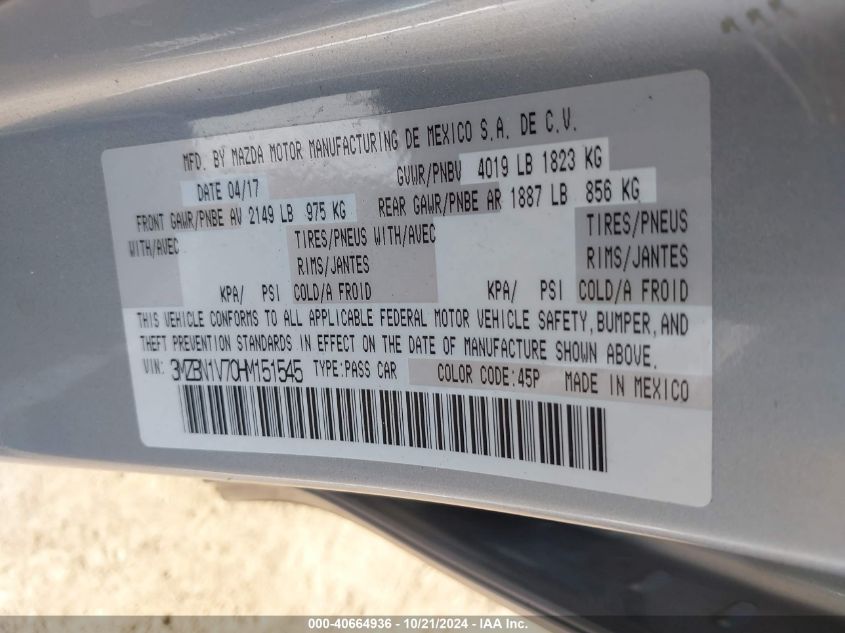 MFD. BY MAZDA MOTOR MANUFACTURING DE MEXICO S.A. DE C.V.
DATE 04/17 GVWR/PNBV 4019 LB 1823 KG
FRONT GAWR/PNBE AV 2149 LB 975 KG REAR GAWR/PNBE AR 1887 LB 856 KG
WITH/AVEC TIRES/PNEUS WITH/AVEC TIRES/PNEUS
RIMS/JANTES RIMS/JANTES
KPA/ PSI COLD/A FROID KPA/ PSI COLD/A FROID
THIS VEHICLE CONFORMS TO ALL APPLICABLE FEDERAL MOTOR VEHICLE SAFETY, BUMPER, AND
THEFT PREVENTION STANDARDS IN EFFECT ON THE DATE OF MANUFACTURE SHOWN ABOVE.
VIN: 3MZBN1V70HM151545 TYPE:PASS CAR COLOR CODE:45P MADE IN MEXICO
000-40664936 - 10/21/2024 - IAA Inc.